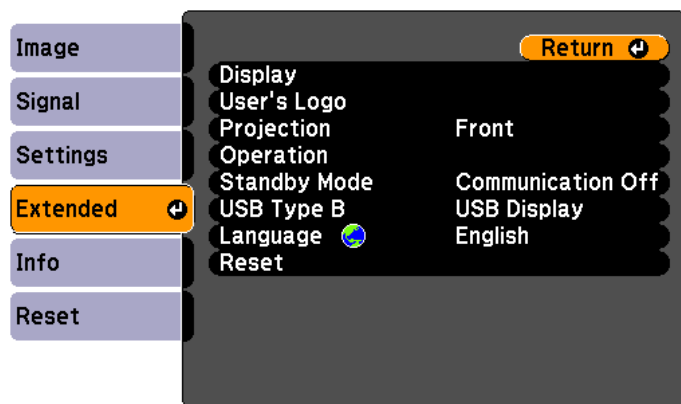 Image
Signal
Settings
Extended
Info
Reset
Return
Display
User's Logo
Projection Front
Operation
Standby Mode Communication Off
USB Type B USB Display
Language English
Reset